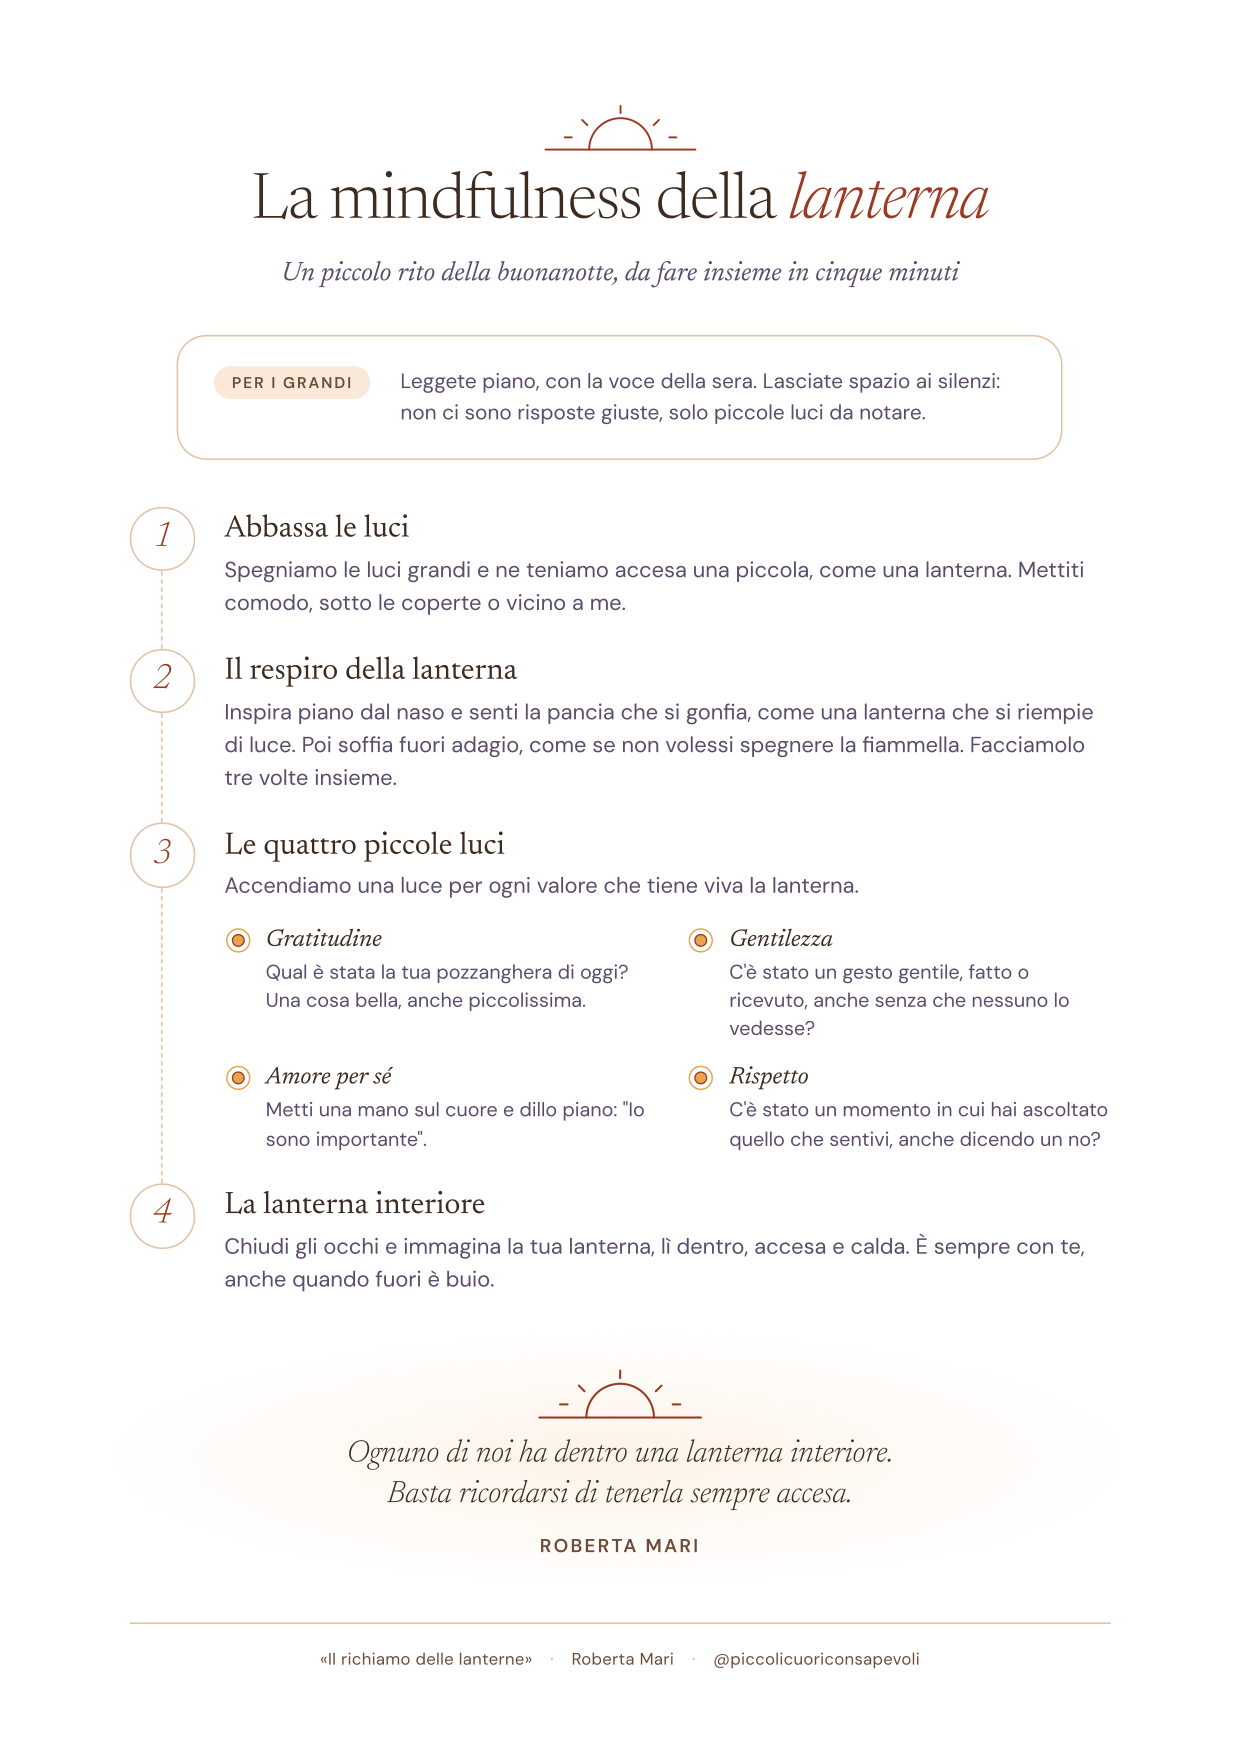 La mindfulness della lanterna
Un piccolo rito della buonanotte, da fare insieme in cinque minuti
PER I GRANDI
Leggete piano, con la voce della sera. Lasciate spazio ai silenzi:
non ci sono risposte giuste, solo piccole luci da notare.
1
Abbassa le luci
Spegniamo le luci grandi e ne teniamo accesa una piccola, come una lanterna. Mettiti
comodo, sotto le coperte o vicino a me.
2
Il respiro della lanterna
Inspira piano dal naso e senti la pancia che si gonfia, come una lanterna che si riempie
di luce. Poi soffia fuori adagio, come se non volessi spegnere la fiammella. Facciamolo
tre volte insieme.
3
Le quattro piccole luci
Accendiamo una luce per ogni valore che tiene viva la lanterna.
Gratitudine
Qual è stata la tua pozzanghera di oggi?
Una cosa bella, anche piccolissima.
Gentilezza
C'è stato un gesto gentile, fatto o
ricevuto, anche senza che nessuno lo
vedesse?
Amore per sé
Metti una mano sul cuore e dillo piano: "Io
sono importante".
Rispetto
C'è stato un momento in cui hai ascoltato
quello che sentivi, anche dicendo un no?
4
La lanterna interiore
Chiudi gli occhi e immagina la tua lanterna, lì dentro, accesa e calda. È sempre con te,
anche quando fuori è buio.
Ognuno di noi ha dentro una lanterna interiore.
Basta ricordarsi di tenerla sempre accesa.
ROBERTA MARI
«Il richiamo delle lanterne» · Roberta Mari · @piccolicuoriconsapevoli